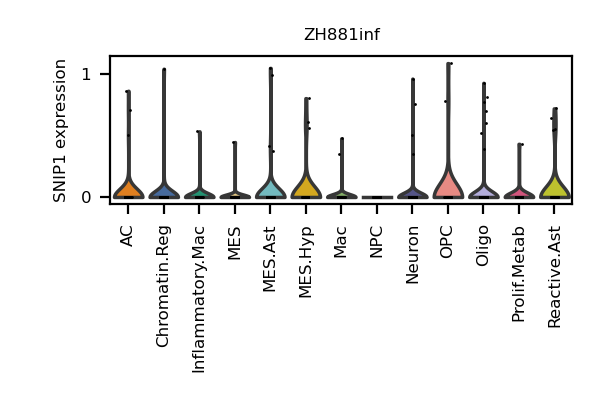 ZH881inf
SNIP1 expression
1
0
AC
Chromatin.Reg
Inflammatory.Mac
MES
MES.Ast
MES.Hyp
Mac
NPC
Neuron
OPC
Oligo
Prolif.Metab
Reactive.Ast